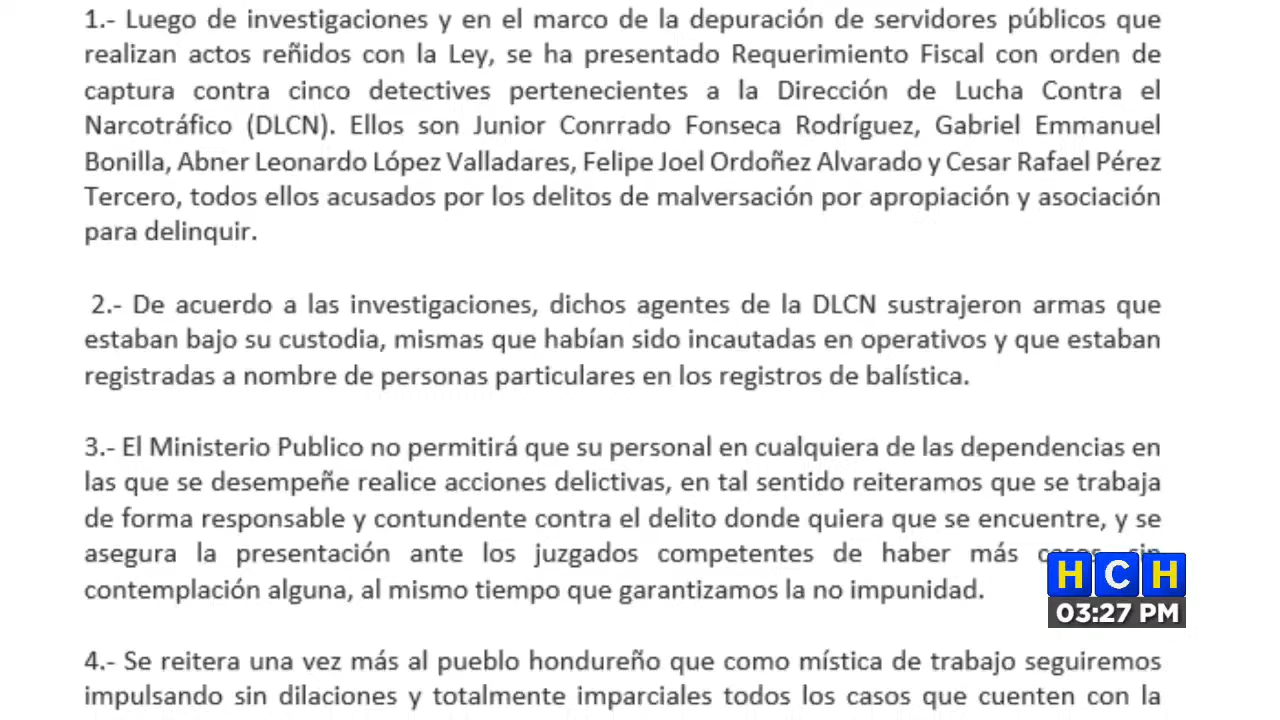 1.- Luego de investigaciones y en el marco de la depuración de servidores públicos que
realizan actos reñidos con la Ley, se ha presentado Requerimiento Fiscal con orden de
captura contra cinco detectives pertenecientes a la Dirección de Lucha Contra el
Narcotráfico (DLCN). Ellos son Junior Conrrado Fonseca Rodríguez, Gabriel Emmanuel
Bonilla, Abner Leonardo López Valladares, Felipe Joel Ordoñez Alvarado y Cesar Rafael Pérez
Tercero, todos ellos acusados por los delitos de malversación por apropiación y asociación
para delinquir.
2.- De acuerdo a las investigaciones, dichos agentes de la DLCN sustrajeron armas que
estaban bajo su custodia, mismas que habían sido incautadas en operativos y que estaban
registradas a nombre de personas particulares en los registros de balística.
3.- El Ministerio Publico no permitirá que su personal en cualquiera de las dependencias en
las que se desempeñe realice acciones delictivas, en tal sentido reiteramos que se trabaja
de forma responsable y contundente contra el delito donde quiera que se encuentre, y se
asegura la presentación ante los juzgados competentes de haber más
contemplación alguna, al mismo tiempo que garantizamos la no impunidad.
HCH
03:27 PM
4.- Se reitera una vez más al pueblo hondureño que como mística de trabajo seguiremos
impulsando sin dilaciones y totalmente imparciales todos los casos que cuenten con la